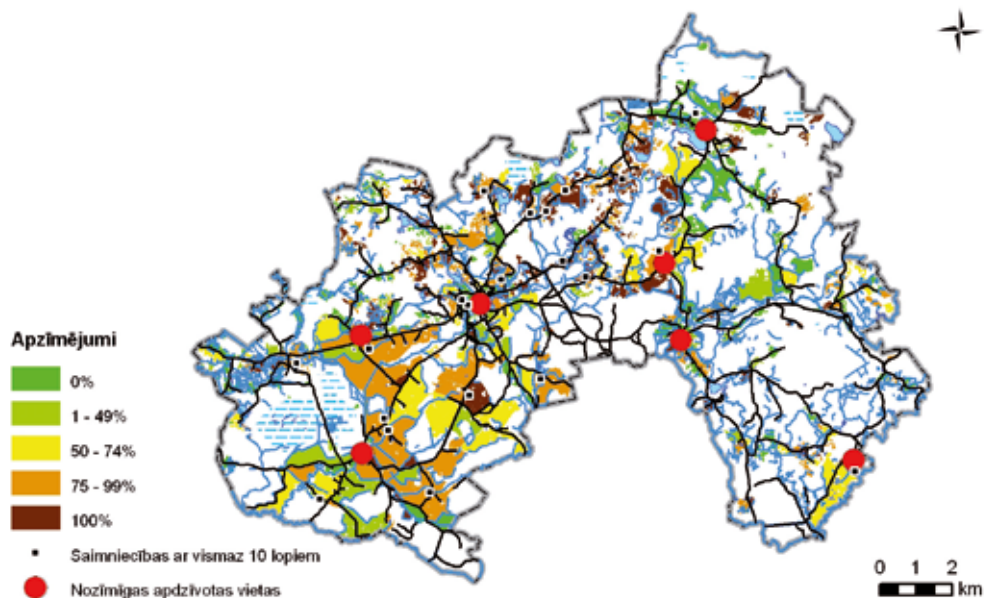 Apzīmējumi
0%
1 - 49%
50 - 74%
75 - 99%
100%
Saimniecības ar vismaz 10 lopiem
Nozīmīgas apdzīvotas vietas
0 1 2
km